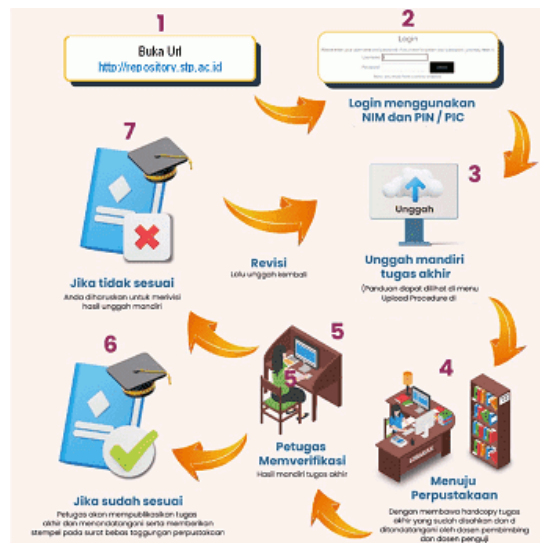 1
Buka Url
http://repository.stp.ac.id
2
Login
Username
Password
Login menggunakan
NIM dan PIN / PIC
3
Unggah
Unggah mandiri
tugas akhir
(Panduan dapat dilihat di menu
Upload Procedure di
4
Menuju
Perpustakaan
Dengan membawa hardcopy tugas
akhir yang sudah disahkan dan d
ditandatangani oleh dosen pembimbing
dan dosen penguji
5
5
Petugas
Memverifikasi
Hasil mandiri tugas akhir
6
Jika sudah sesuai
Petugas akan mempublikasikan tugas
akhir dan menandatangani serta memberikan
stempel pada surat bebas tanggungan perpustakaan
7
Jika tidak sesuai
Anda diharuskan untuk merivisi
hasil unggah mandiri
Revisi
Lalu unggah kembali